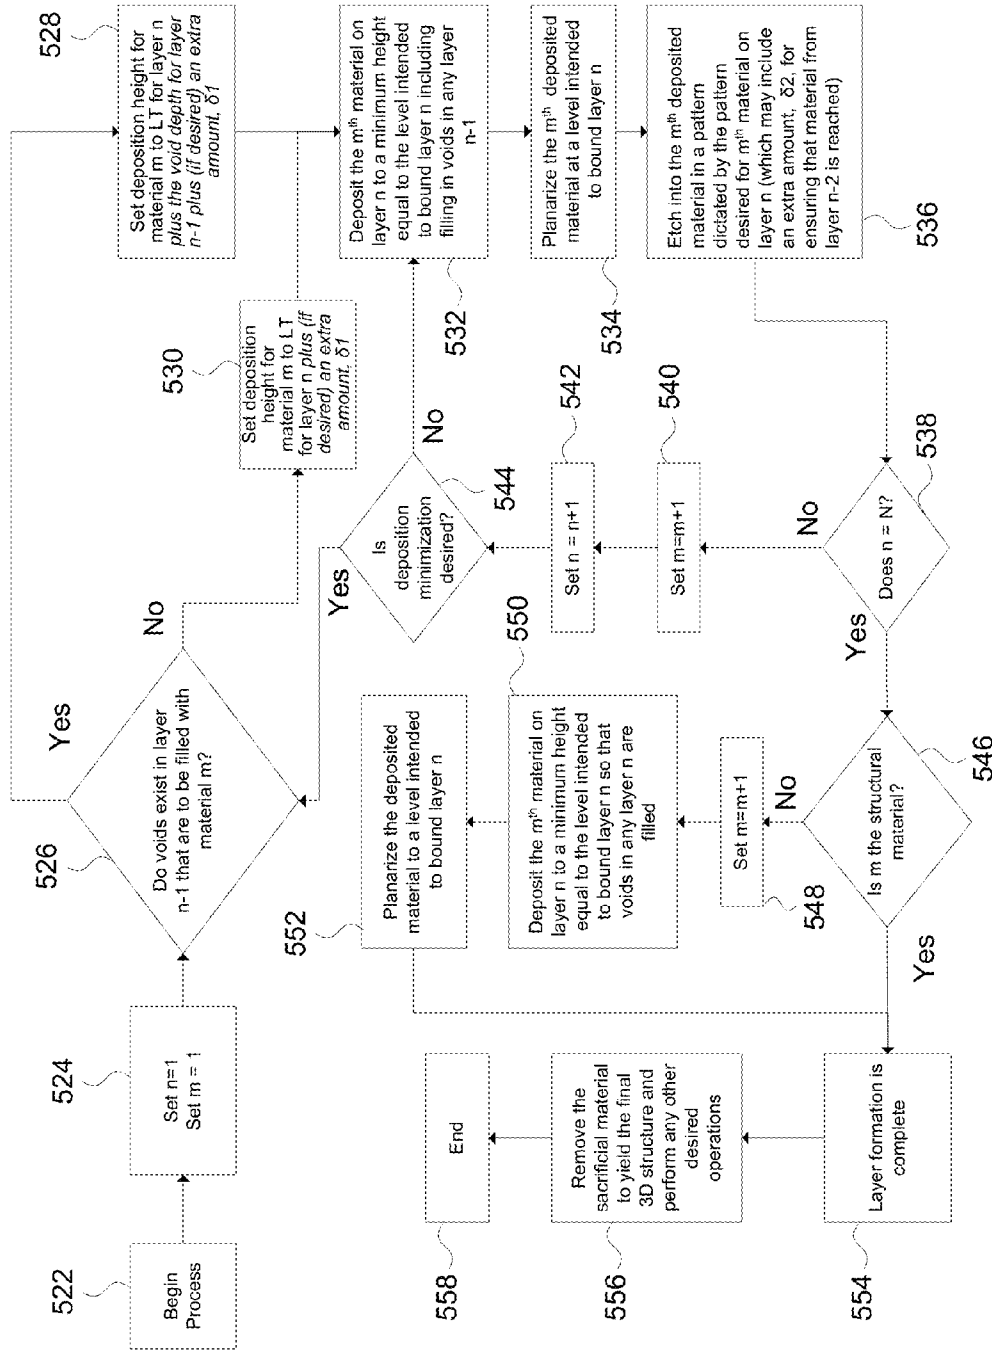 522
Begin
Process
524
Set n=1
Set m = 1
526
Do voids exist in layer
n-1 that are to be filled with
material m?
Yes
No
528
Set deposition height for
material m to LT for layer n
plus the void depth for layer
n-1 plus (if desired) an extra
amount, δ1
530
Set deposition
height for
material m to LT
for layer n plus (if
desired) an extra
amount, δ1
532
Deposit the mth material on
layer n to a minimum height
equal to the level intended
to bound layer n including
filling in voids in any layer
n-1
534
Planarize the mth deposited
material at a level intended
to bound layer n
536
Etch into the mth deposited
material in a pattern
dictated by the pattern
desired for mth material on
layer n (which may include
an extra amount, δ2, for
ensuring that material from
layer n-2 is reached)
538
Does n = N?
No
Yes
540
Set m=m+1
542
Set n = n+1
544
Is
deposition
minimization
desired?
Yes
No
546
Is m the structural
material?
No
Yes
548
Set m=m+1
550
Deposit the mth material on
layer n to a minimum height
equal to the level intended
to bound layer n so that
voids in any layer n are
filled
552
Planarize the deposited
material to a level intended
to bound layer n
554
Layer formation is
complete
556
Remove the
sacrificial material
to yield the final
3D structure and
perform any other
desired
operations
558
End